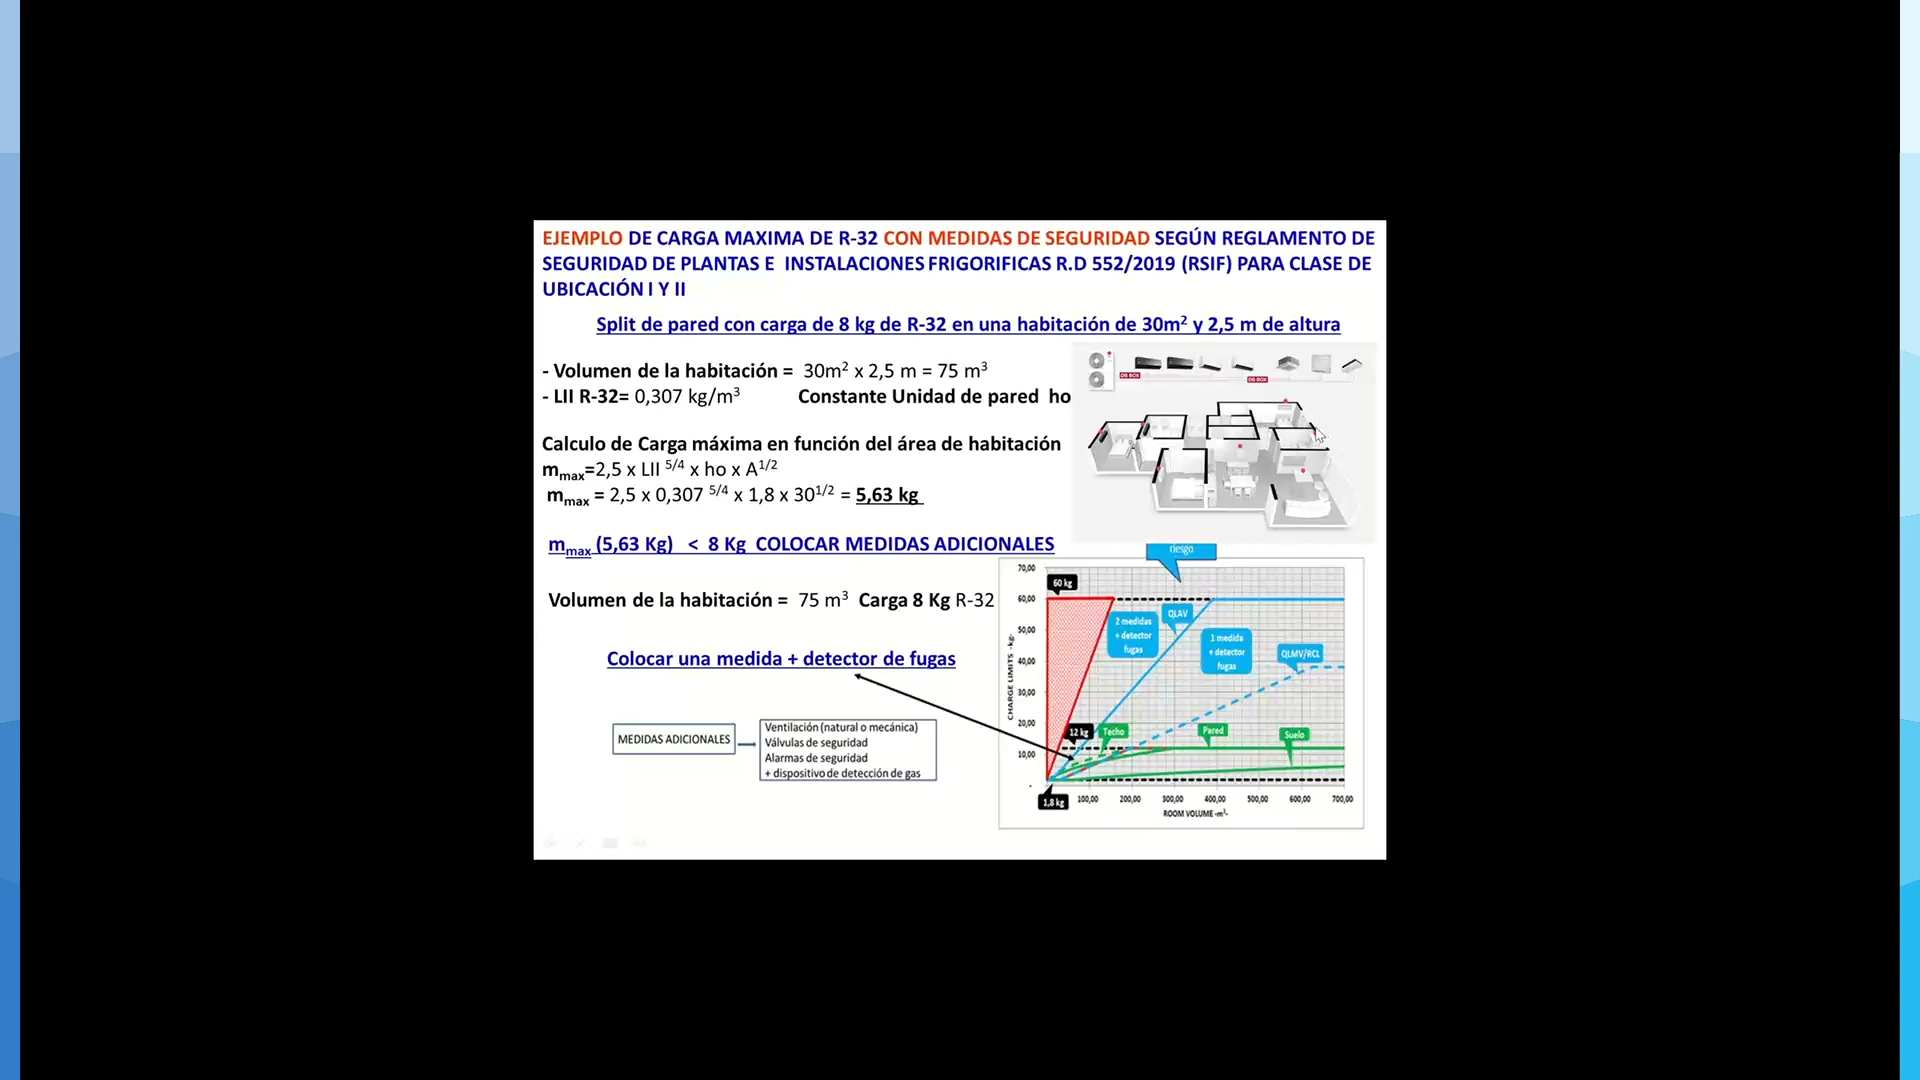 EJEMPLO DE CARGA MAXIMA DE R-32 CON MEDIDAS DE SEGURIDAD SEGÚN REGLAMENTO DE
SEGURIDAD DE PLANTAS E INSTALACIONES FRIGORIFICAS R.D 552/2019 (RSIF) PARA CLASE DE
UBICACIÓN I Y II
Split de pared con carga de 8 kg de R-32 en una habitación de 30m² y 2,5 m de altura
- Volumen de la habitación = 30m² x 2,5 m = 75 m³
- LII R-32= 0,307 kg/m³ Constante Unidad de pared ho
Calculo de Carga máxima en función del área de habitación
mmax=2,5 x LII 5/4 x ho x A1/2
mmax = 2,5 x 0,307 5/4 x 1,8 x 301/2 = 5,63 kg
mmax (5,63 Kg) < 8 Kg COLOCAR MEDIDAS ADICIONALES
Volumen de la habitación = 75 m³ Carga 8 Kg R-32
Colocar una medida + detector de fugas
MEDIDAS ADICIONALES
Ventilación (natural o mecánica)
Válvulas de seguridad
Alarmas de seguridad
+ dispositivo de detección de gas
DB BOX
DB BOX
riesgo
CHARGE LIMITS -kg-
70,00
60,00
50,00
40,00
30,00
20,00
10,00
-
60 kg
2 medidas
+ detector
fugas
QLAV
1 medida
+ detector
fugas
QLMV/RCL
12 kg
Techo
Pared
Suelo
1,8 kg
100,00 200,00 300,00 400,00 500,00 600,00 700,00
ROOM VOLUME -m³-